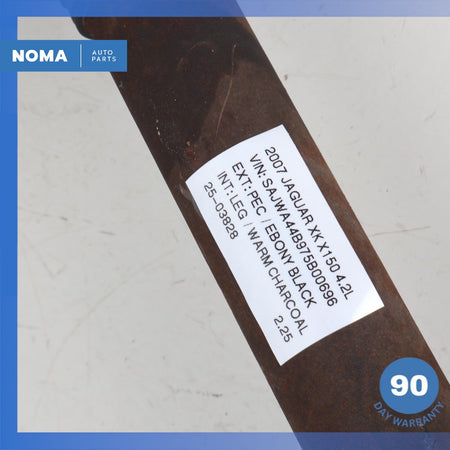 NOMA
AUTO
PARTS
2007 JAGUAR XK X150 4.2L
VIN: SAJWA44B975B00696
EXT: PEC / EBONY BLACK
INT: LEG / WARM CHARCOAL
25-03828
2.25
90
DAY WARRANTY